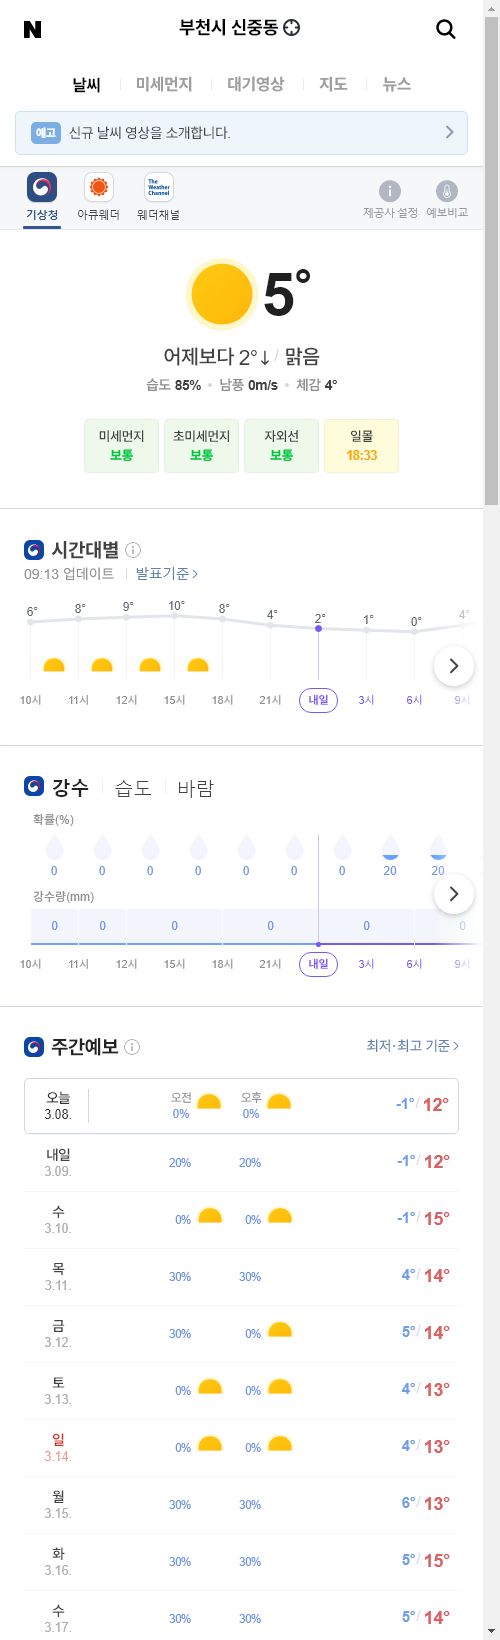 N 부천시 신중동
날씨 미세먼지 대기영상 지도 뉴스
예고 신규 날씨 영상을 소개합니다.
The Weather Channel
기상청 아큐웨더 웨더채널 제공사 설정 예보비교
5°
어제보다 2°↓ / 맑음
습도 85% • 남풍 0m/s • 체감 4°
미세먼지 초미세먼지 자외선 일몰
보통 보통 보통 18:33
시간대별
09:13 업데이트 발표기준 >
6° 8° 9° 10° 8° 4° 2° 1° 0° 4°
10시 11시 12시 15시 18시 21시 내일 3시 6시 9시
강수 습도 바람
확률(%)
0 0 0 0 0 0 0 20 20
강수량(mm)
0 0 0 0 0 0
10시 11시 12시 15시 18시 21시 내일 3시 6시 9시
주간예보 최저·최고 기준 >
오늘 3.08. 오전 0% 오후 0% -1° / 12°
내일 3.09. 20% 20% -1° / 12°
수 3.10. 0% 0% -1° / 15°
목 3.11. 30% 30% 4° / 14°
금 3.12. 30% 0% 5° / 14°
토 3.13. 0% 0% 4° / 13°
일 3.14. 0% 0% 4° / 13°
월 3.15. 30% 30% 6° / 13°
화 3.16. 30% 30% 5° / 15°
수 3.17. 30% 30% 5° / 14°